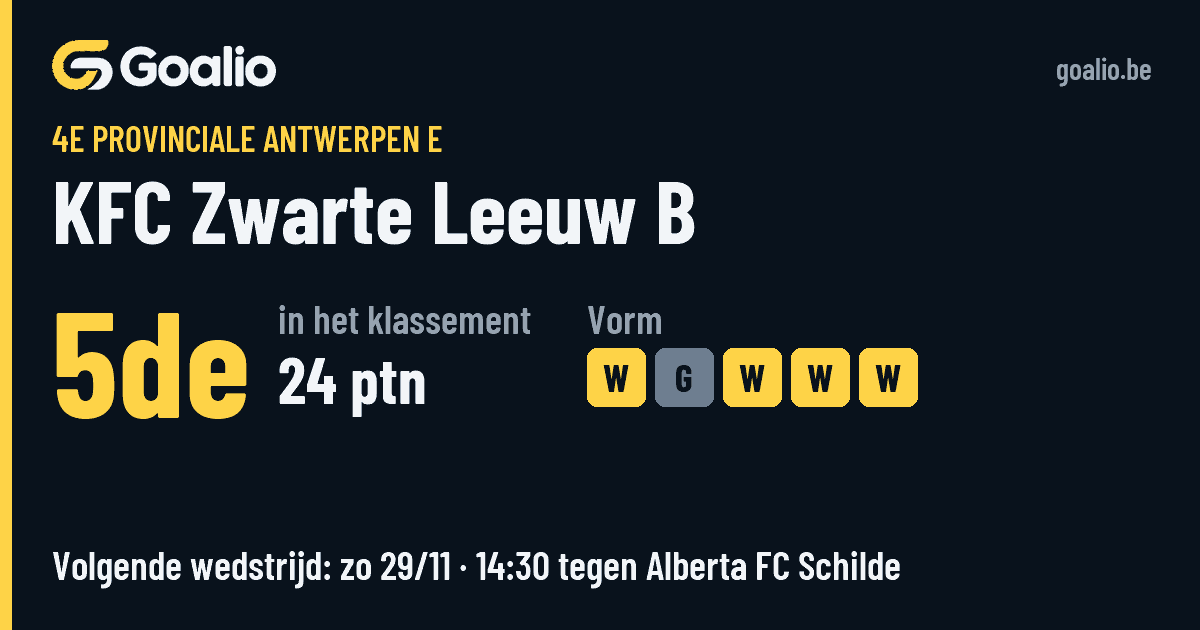 Goalio
goalio.be
4E PROVINCIALE ANTWERPEN E
KFC Zwarte Leeuw B
5de
in het klassement
24 ptn
Vorm
W G W W W
Volgende wedstrijd: zo 29/11 · 14:30 tegen Alberta FC Schilde